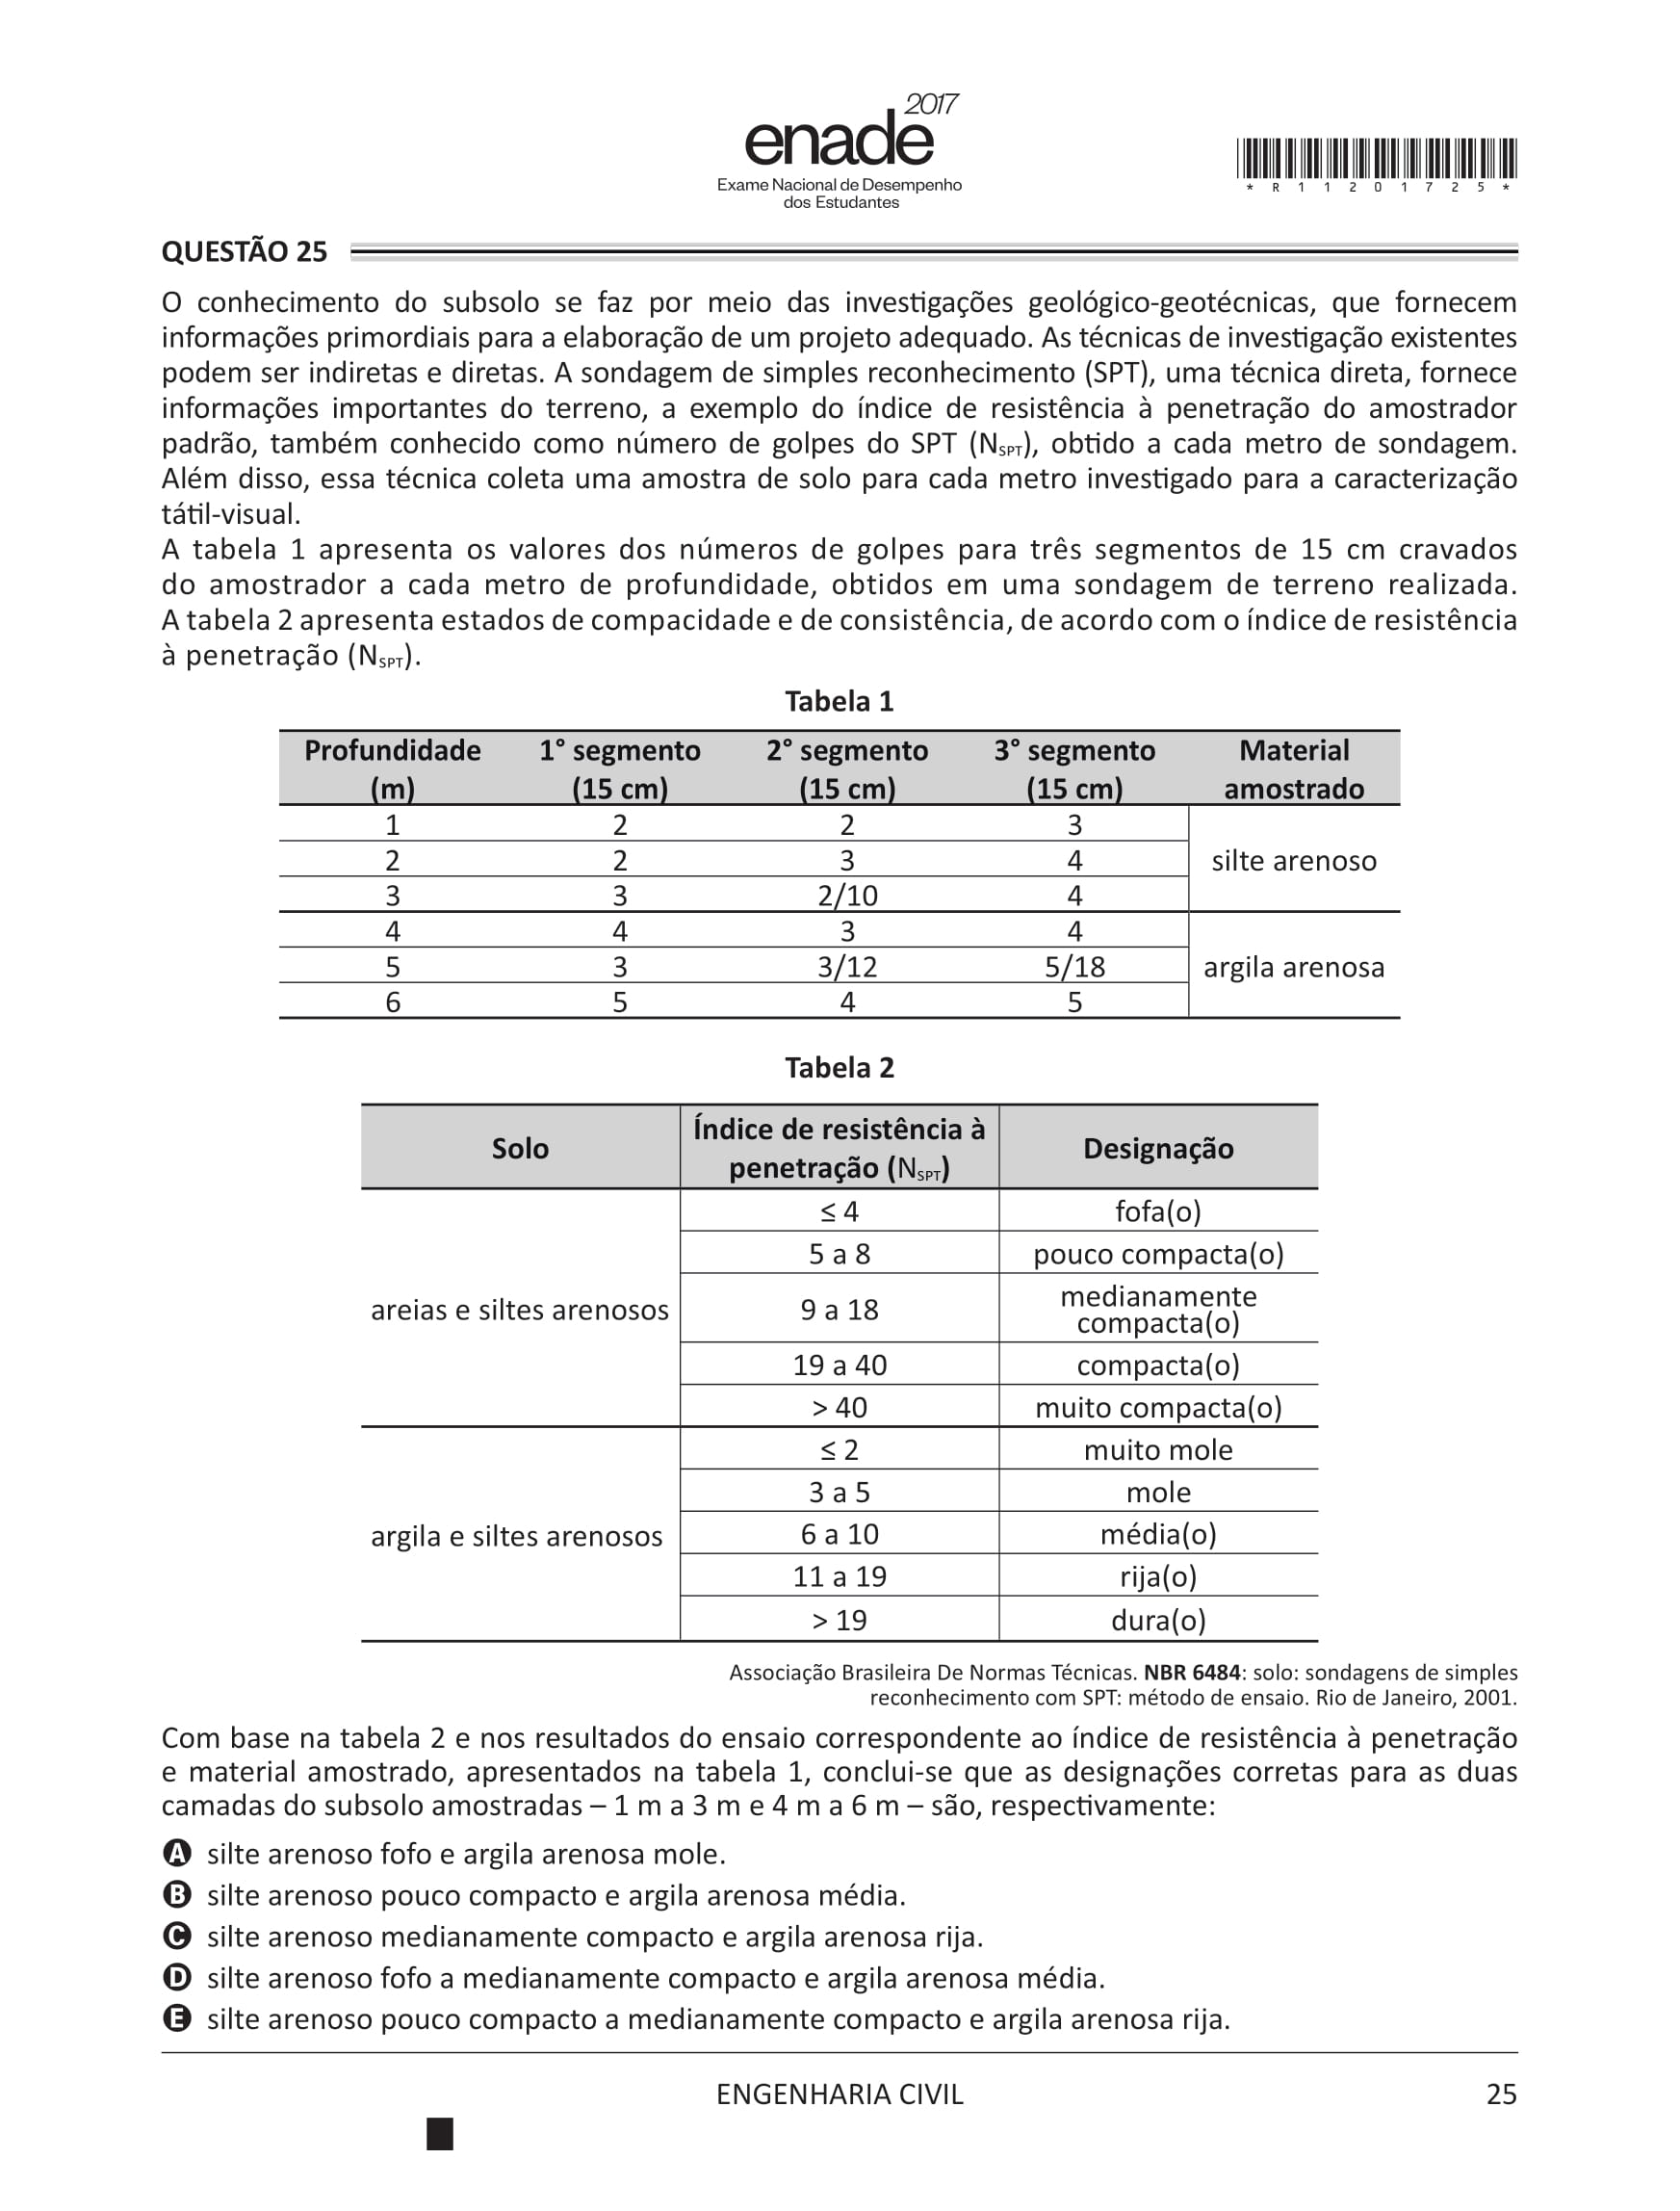 enade 2017
Exame Nacional de Desempenho
dos Estudantes
* R 1 1 2 0 1 7 2 5 *
QUESTÃO 25
O conhecimento do subsolo se faz por meio das investigações geológico-geotécnicas, que fornecem
informações primordiais para a elaboração de um projeto adequado. As técnicas de investigação existentes
podem ser indiretas e diretas. A sondagem de simples reconhecimento (SPT), uma técnica direta, fornece
informações importantes do terreno, a exemplo do índice de resistência à penetração do amostrador
padrão, também conhecido como número de golpes do SPT (NSPT), obtido a cada metro de sondagem.
Além disso, essa técnica coleta uma amostra de solo para cada metro investigado para a caracterização
tátil-visual.
A tabela 1 apresenta os valores dos números de golpes para três segmentos de 15 cm cravados
do amostrador a cada metro de profundidade, obtidos em uma sondagem de terreno realizada.
A tabela 2 apresenta estados de compacidade e de consistência, de acordo com o índice de resistência
à penetração (NSPT).
Tabela 1
Profundidade (m) 1° segmento (15 cm) 2° segmento (15 cm) 3° segmento (15 cm) Material amostrado
1 2 2 3
2 2 3 4 silte arenoso
3 3 2/10 4
4 4 3 4
5 3 3/12 5/18 argila arenosa
6 5 4 5
Tabela 2
Solo Índice de resistência à penetração (NSPT) Designação
≤ 4 fofa(o)
5 a 8 pouco compacta(o)
areias e siltes arenosos 9 a 18 medianamente compacta(o)
19 a 40 compacta(o)
> 40 muito compacta(o)
≤ 2 muito mole
3 a 5 mole
argila e siltes arenosos 6 a 10 média(o)
11 a 19 rija(o)
> 19 dura(o)
Associação Brasileira De Normas Técnicas. NBR 6484: solo: sondagens de simples
reconhecimento com SPT: método de ensaio. Rio de Janeiro, 2001.
Com base na tabela 2 e nos resultados do ensaio correspondente ao índice de resistência à penetração
e material amostrado, apresentados na tabela 1, conclui-se que as designações corretas para as duas
camadas do subsolo amostradas – 1 m a 3 m e 4 m a 6 m – são, respectivamente:
A silte arenoso fofo e argila arenosa mole.
B silte arenoso pouco compacto e argila arenosa média.
C silte arenoso medianamente compacto e argila arenosa rija.
D silte arenoso fofo a medianamente compacto e argila arenosa média.
E silte arenoso pouco compacto a medianamente compacto e argila arenosa rija.
ENGENHARIA CIVIL
25